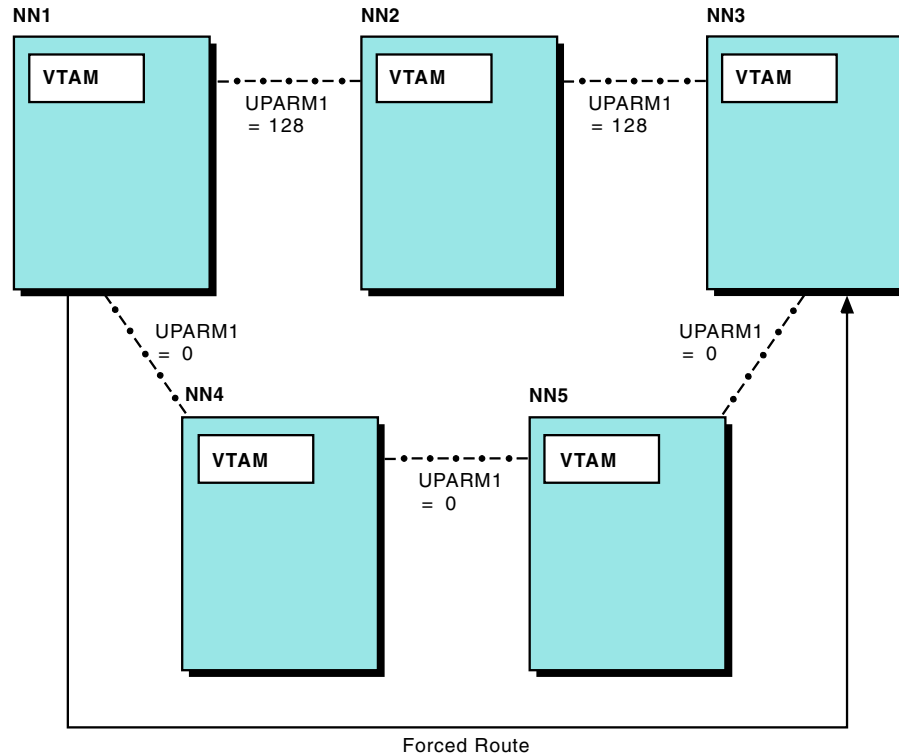 NN1
NN2
NN3
VTAM
VTAM
VTAM
UPARM1
= 128
UPARM1
= 128
UPARM1
= 0
UPARM1
= 0
NN4
NN5
VTAM
VTAM
UPARM1
= 0
Forced Route